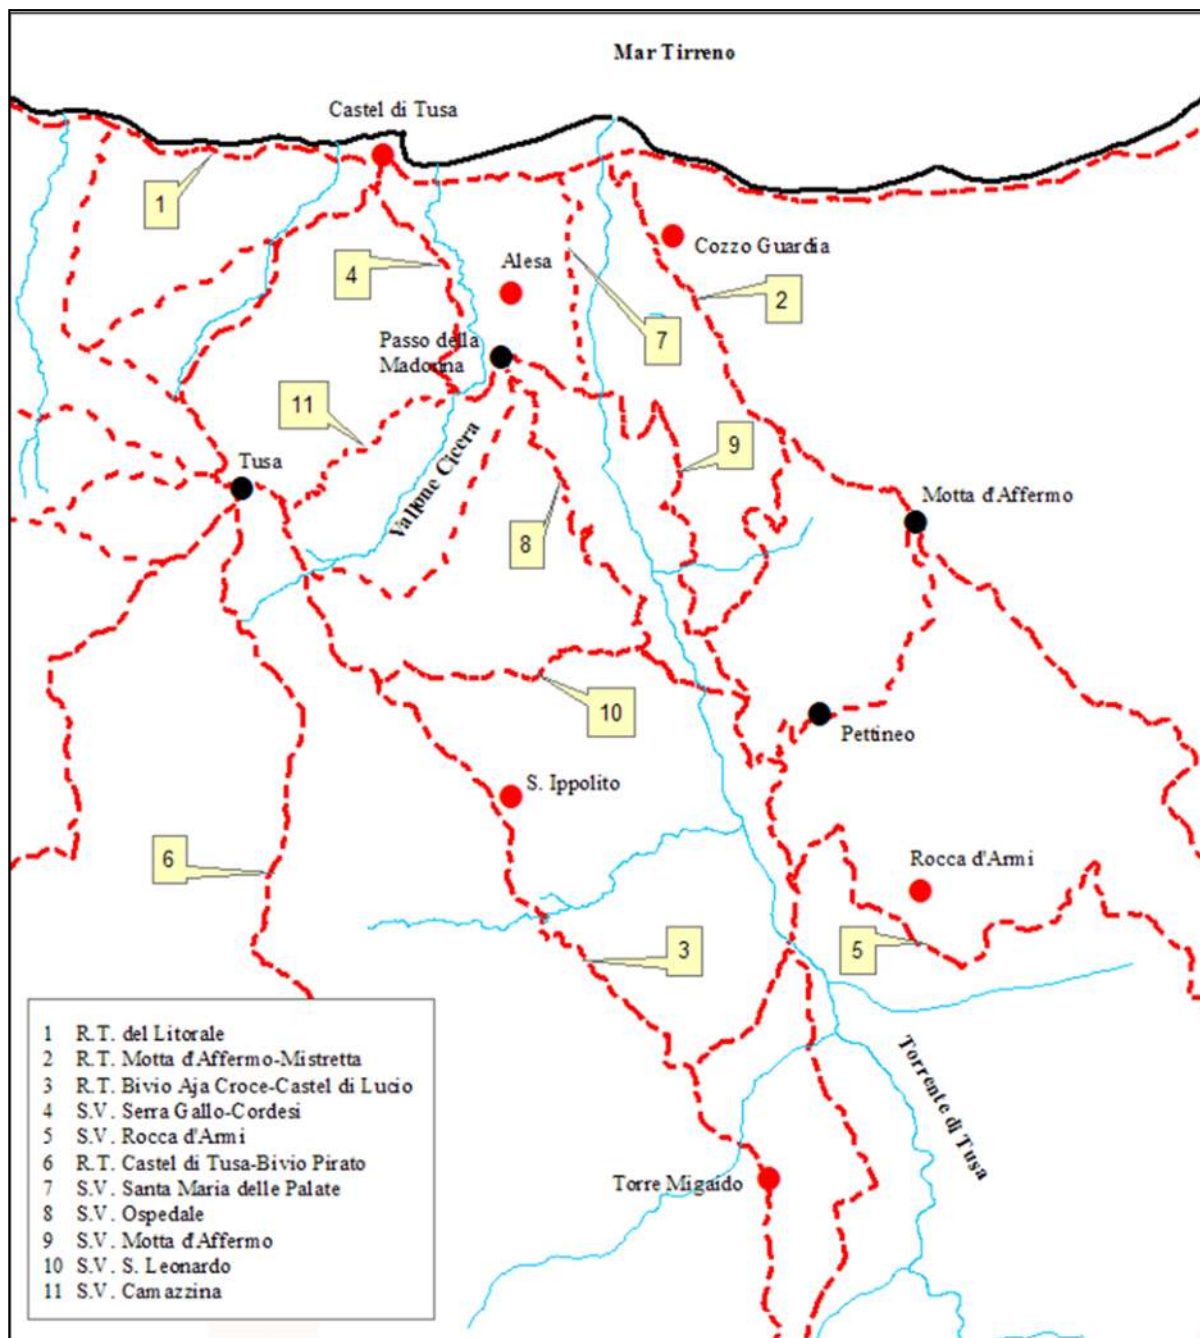 Mar Tirreno
Castel di Tusa
1
Cozzo Guardia
4
Alesa
2
7
Passo della
Madonna
11
9
Tusa
Vallone Cicera
Motta d'Affermo
8
10
Pettineo
S. Ippolito
6
Rocca d'Armi
3
5
Torrente di Tusa
Torre Migaido
1 R.T. del Litorale
2 R.T. Motta d'Affermo-Mistretta
3 R.T. Bivio Aja Croce-Castel di Lucio
4 S.V. Serra Gallo-Cordesi
5 S.V. Rocca d'Armi
6 R.T. Castel di Tusa-Bivio Pirato
7 S.V. Santa Maria delle Palate
8 S.V. Ospedale
9 S.V. Motta d'Affermo
10 S.V. S. Leonardo
11 S.V. Camazzina